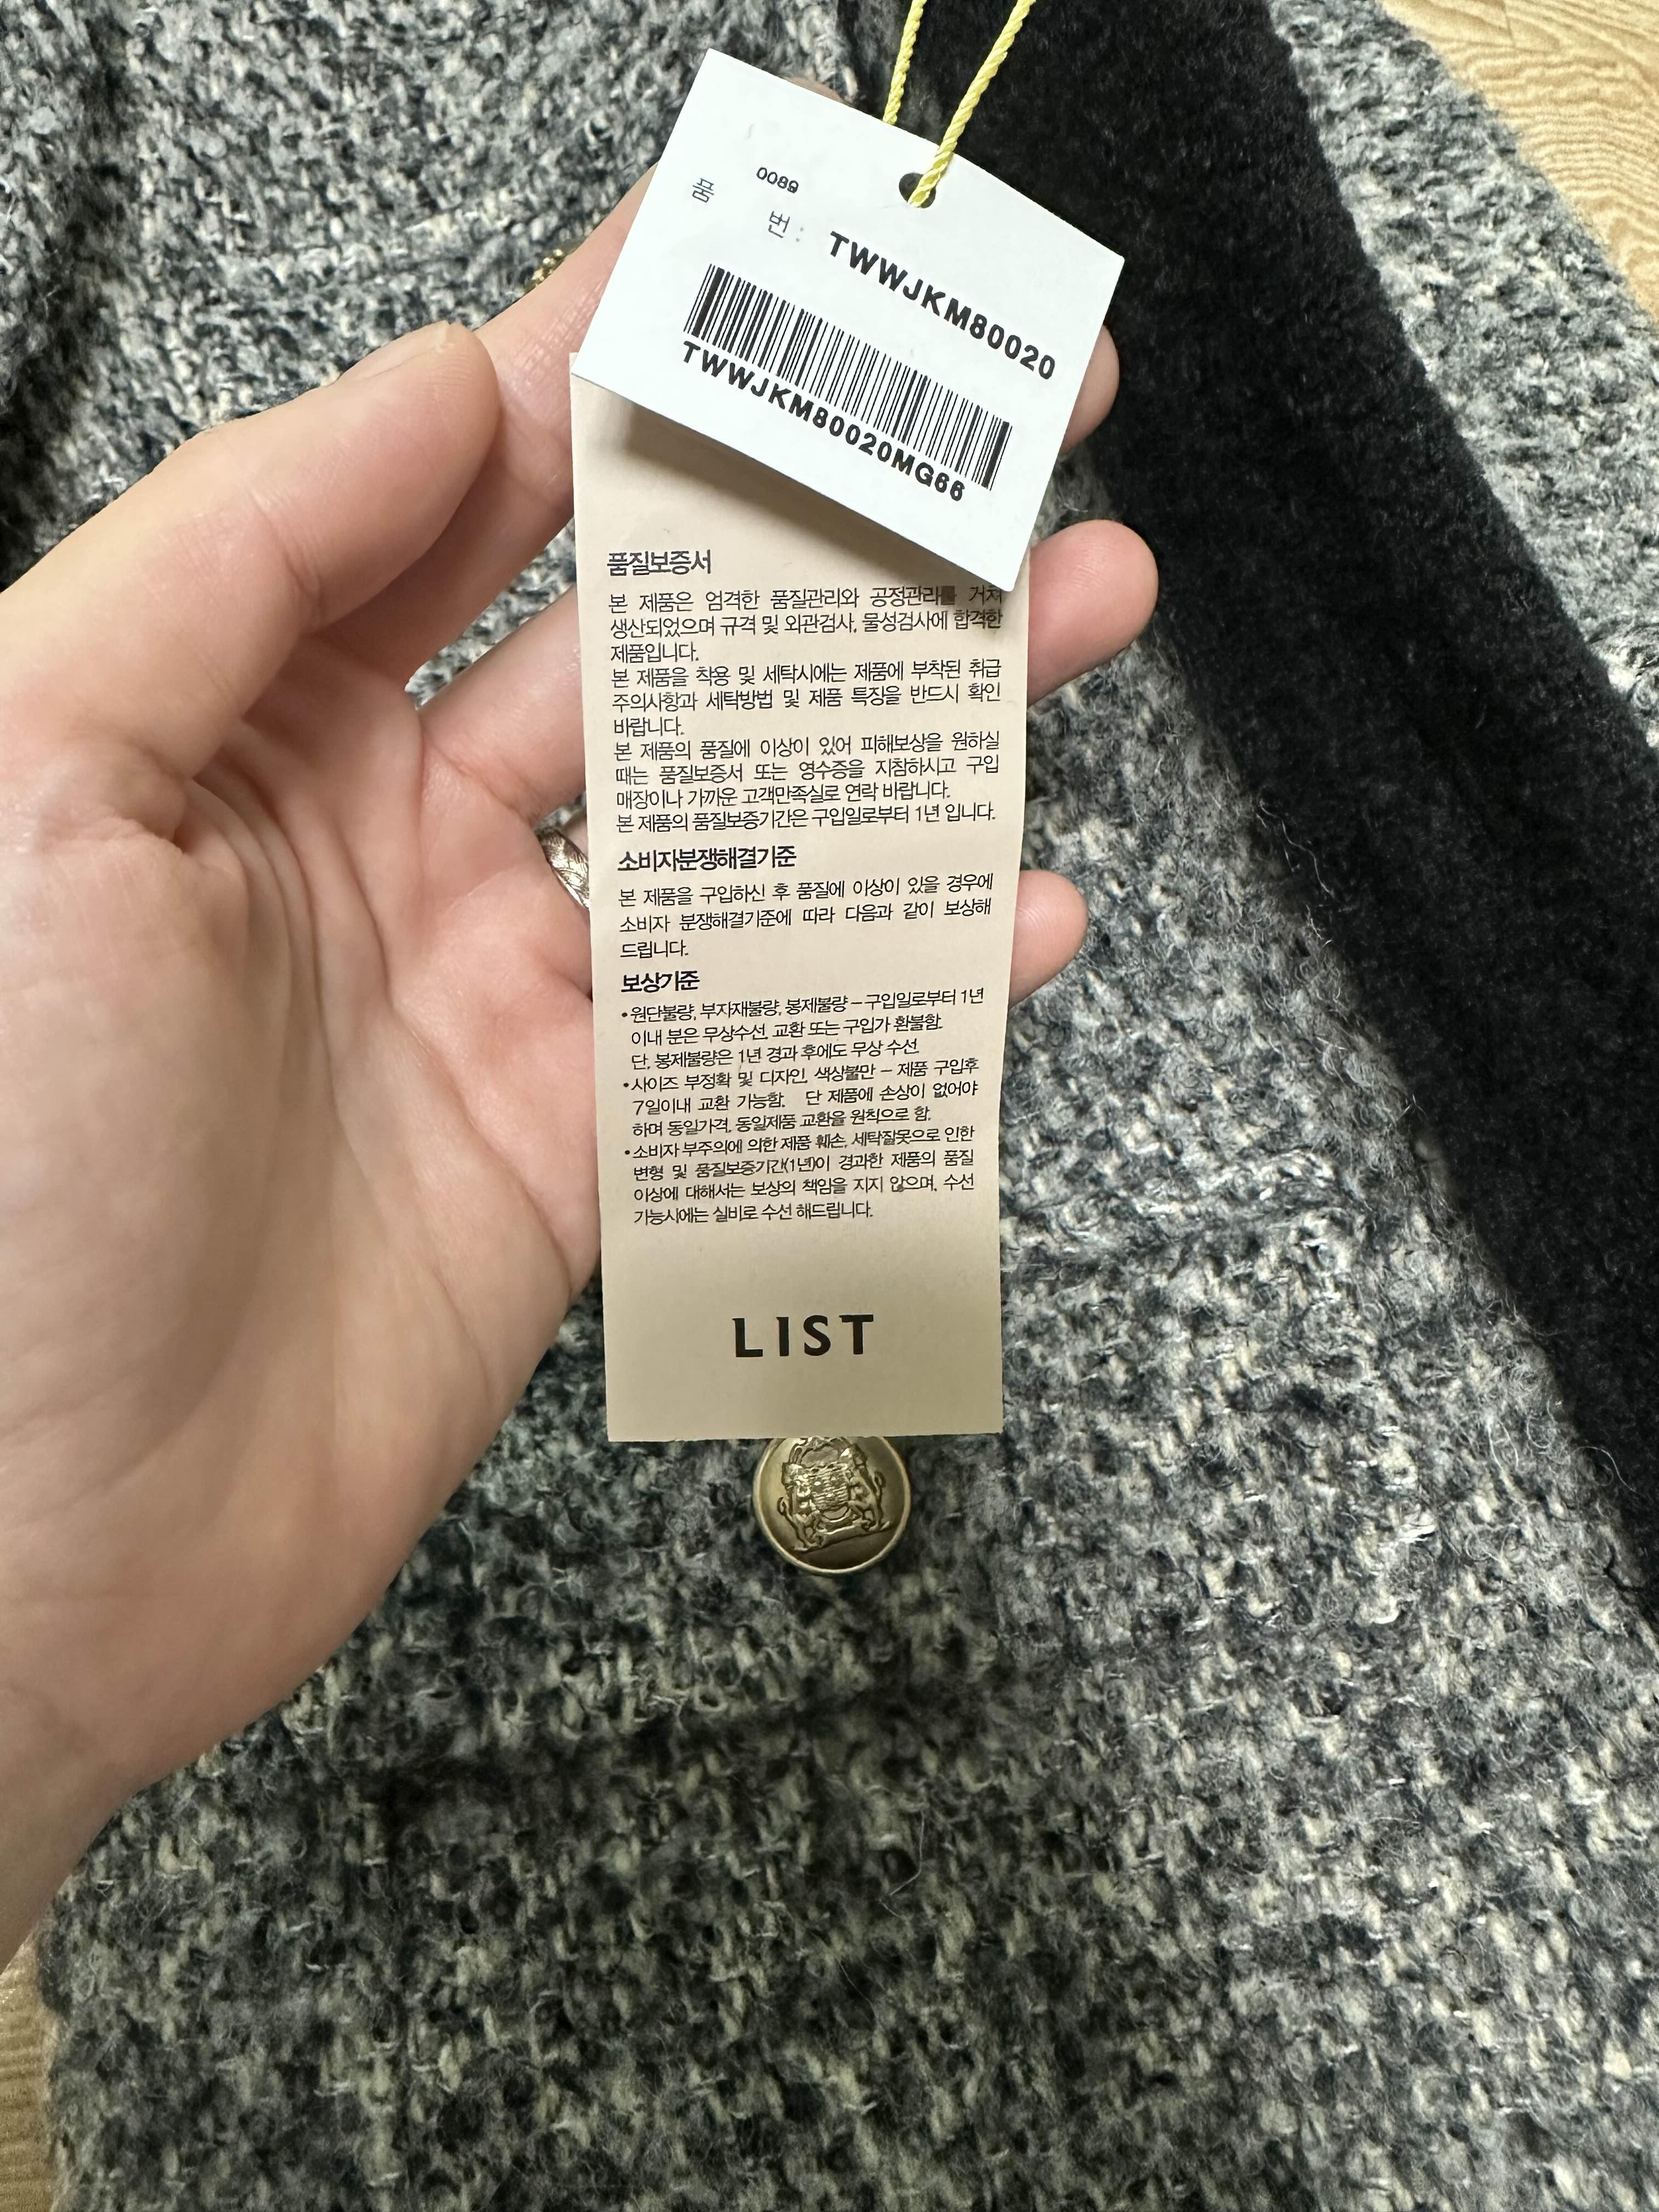 0089
품 번 : TWWJKM80020
TWWJKM80020MG66
품질보증서
본 제품은 엄격한 품질관리와 공정관리를 거쳐
생산되었으며 규격 및 외관검사, 물성검사에 합격한
제품입니다.
본 제품을 착용 및 세탁시에는 제품에 부착된 취급
주의사항과 세탁방법 및 제품 특징을 반드시 확인
바랍니다.
본 제품의 품질에 이상이 있어 피해보상을 원하실
때는 품질보증서 또는 영수증을 지참하시고 구입
매장이나 가까운 고객만족실로 연락 바랍니다.
본 제품의 품질보증기간은 구입일로부터 1년 입니다.
소비자분쟁해결기준
본 제품을 구입하신 후 품질에 이상이 있을 경우에
소비자 분쟁해결기준에 따라 다음과 같이 보상해
드립니다.
보상기준
•원단불량, 부자재불량, 봉제불량 – 구입일로부터 1년
이내 분은 무상수선, 교환 또는 구입가 환불함.
단, 봉제불량은 1년 경과 후에도 무상 수선.
•사이즈 부정확 및 디자인, 색상불만 – 제품 구입후
7일이내 교환 가능함. 단 제품에 손상이 없어야
하며 동일가격, 동일제품 교환을 원칙으로 함.
•소비자 부주의에 의한 제품 훼손, 세탁잘못으로 인한
변형 및 품질보증기간(1년)이 경과한 제품의 품질
이상에 대해서는 보상의 책임을 지지 않으며, 수선
가능시에는 실비로 수선 해드립니다.
LIST